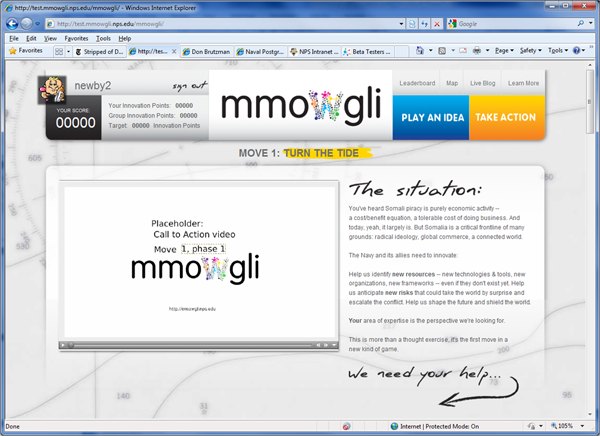 http://test.mmowgli.nps.edu/mmowgli/ - Windows Internet Explorer
http://test.mmowgli.nps.edu/mmowgli/
Google
File Edit View Favorites Tools Help
Favorites
Stripped of D...
http://tes...
Don Brutzman
Naval Postgr...
NPS Intranet ...
Beta Testers ...
Page Safety Tools
newby2
sign out
Leaderboard Map Live Blog Learn More
YOUR SCORE:
00000
Your Innovation Points: 00000
Group Innovation Points: 00000
Target: 00000 Innovation Points
mmowgli
PLAY AN IDEA
TAKE ACTION
MOVE 1: TURN THE TIDE
Placeholder:
Call to Action video
Move 1, phase 1
mmowgli
http://mmowgli.nps.edu
The situation:
You've heard Somali piracy is purely economic activity --
a cost/benefit equation, a tolerable cost of doing business. And
today, yeah, it largely is. But Somalia is a critical frontline of many
grounds: radical ideology, global commerce, a connected world.
The Navy and its allies need to innovate:
Help us identify new resources -- new technologies & tools, new
organizations, new frameworks -- even if they don't exist yet. Help
us anticipate new risks that could take the world by surprise and
escalate the conflict. Help us shape the future and shield the world.
Your area of expertise is the perspective we're looking for.
This is more than a thought exercise, it's the first move in a
new kind of game.
We need your help...
Done
Internet | Protected Mode: On
105%